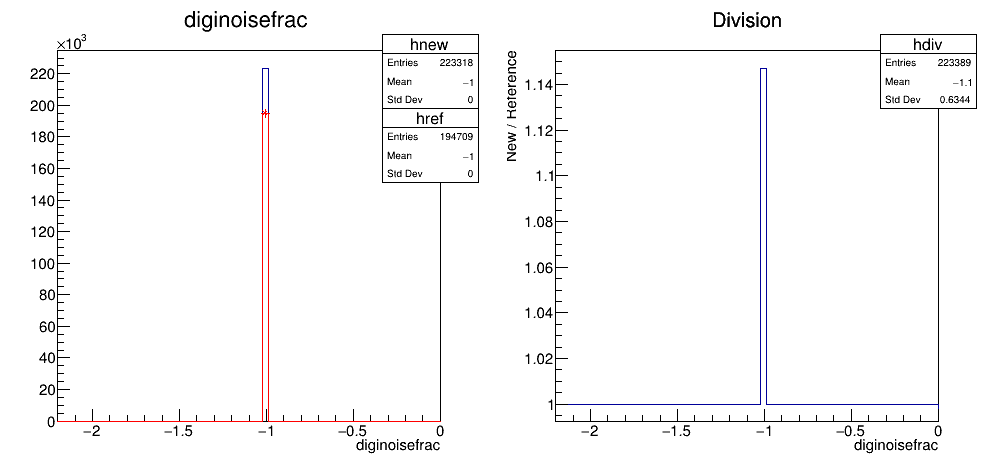 diginoisefrac
×10³
hnew
Entries 223318
Mean −1
Std Dev 0
href
Entries 194709
Mean −1
Std Dev 0
220
200
180
160
140
120
100
80
60
40
20
0
−2 −1.5 −1 −0.5 0
diginoisefrac
Division
hdiv
Entries 223389
Mean −1.1
Std Dev 0.6344
New / Reference
1.14
1.12
1.1
1.08
1.06
1.04
1.02
1
−2 −1.5 −1 −0.5 0
diginoisefrac